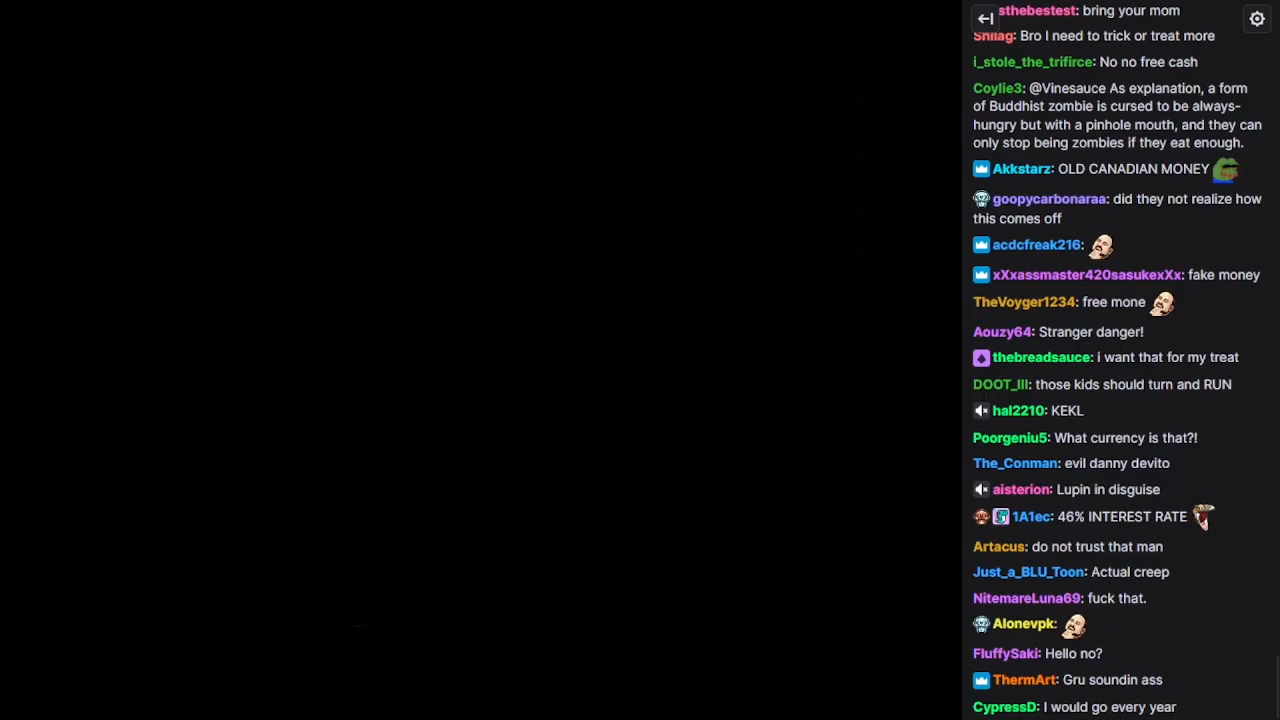 sthebestest: bring your mom
Shilag: Bro I need to trick or treat more
i_stole_the_trifirce: No no free cash
Coylie3: @Vinesauce As explanation, a form
of Buddhist zombie is cursed to be always-
hungry but with a pinhole mouth, and they can
only stop being zombies if they eat enough.
Akkstarz: OLD CANADIAN MONEY
goopycarbonaraa: did they not realize how
this comes off
acdcfreak216:
xXxassmaster420sasukexXx: fake money
TheVoyger1234: free mone
Aouzy64: Stranger danger!
thebreadsauce: i want that for my treat
DOOT_III: those kids should turn and RUN
hal2210: KEKL
Poorgeniu5: What currency is that?!
The_Conman: evil danny devito
aisterion: Lupin in disguise
1A1ec: 46% INTEREST RATE
Artacus: do not trust that man
Just_a_BLU_Toon: Actual creep
NitemareLuna69: fuck that.
Alonevpk:
FluffySaki: Hello no?
ThermArt: Gru soundin ass
CypressD: I would go every year